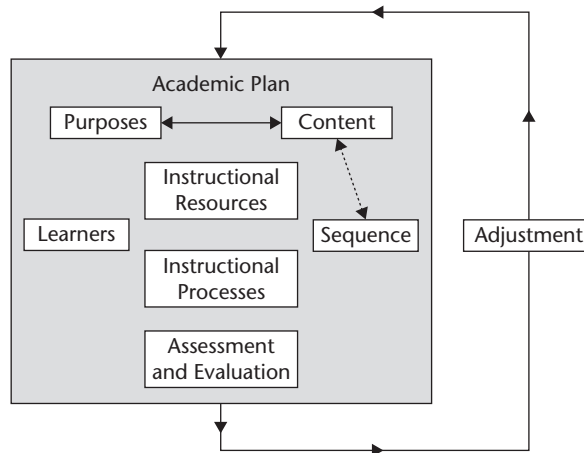 Academic Plan
Purposes
Content
Instructional
Resources
Learners
Sequence
Adjustment
Instructional
Processes
Assessment
and Evaluation